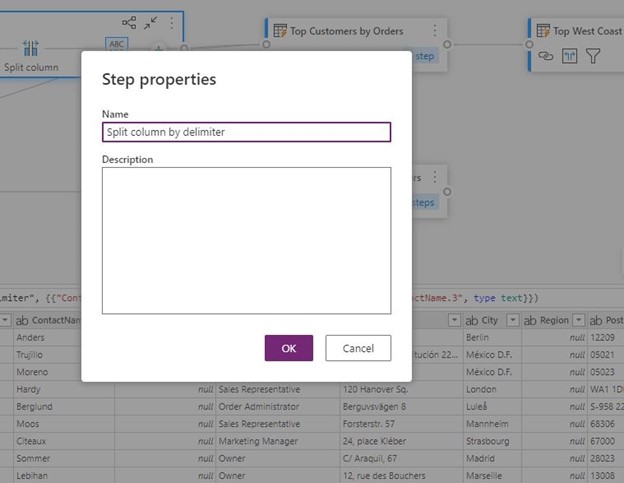 Top Customers by Orders
Top West Coast
ABC
Split column
step
Step properties
Name
Split column by delimiter
Description
rs
steps
imiter", {{"Cont
actName.3", type text}})
ContactNam
City
Region
Post
Anders
Berlin
null
12209
Trujillo
itución 22...
México D.F.
null
05021
Moreno
México D.F.
null
05023
Hardy
null
Sales Representative
120 Hanover Sq.
London
null
WA1 1D
Berglund
null
Order Administrator
Berguvsvägen 8
Luleå
null
S-958 22
Moos
null
Sales Representative
Forsterstr. 57
Mannheim
null
68306
Citeaux
null
Marketing Manager
24, place Kléber
Strasbourg
null
67000
Sommer
null
Owner
C/ Araquil, 67
Madrid
null
28023
Lebihan
null
Owner
12, rue des Bouchers
Marseille
null
13008
OK
Cancel